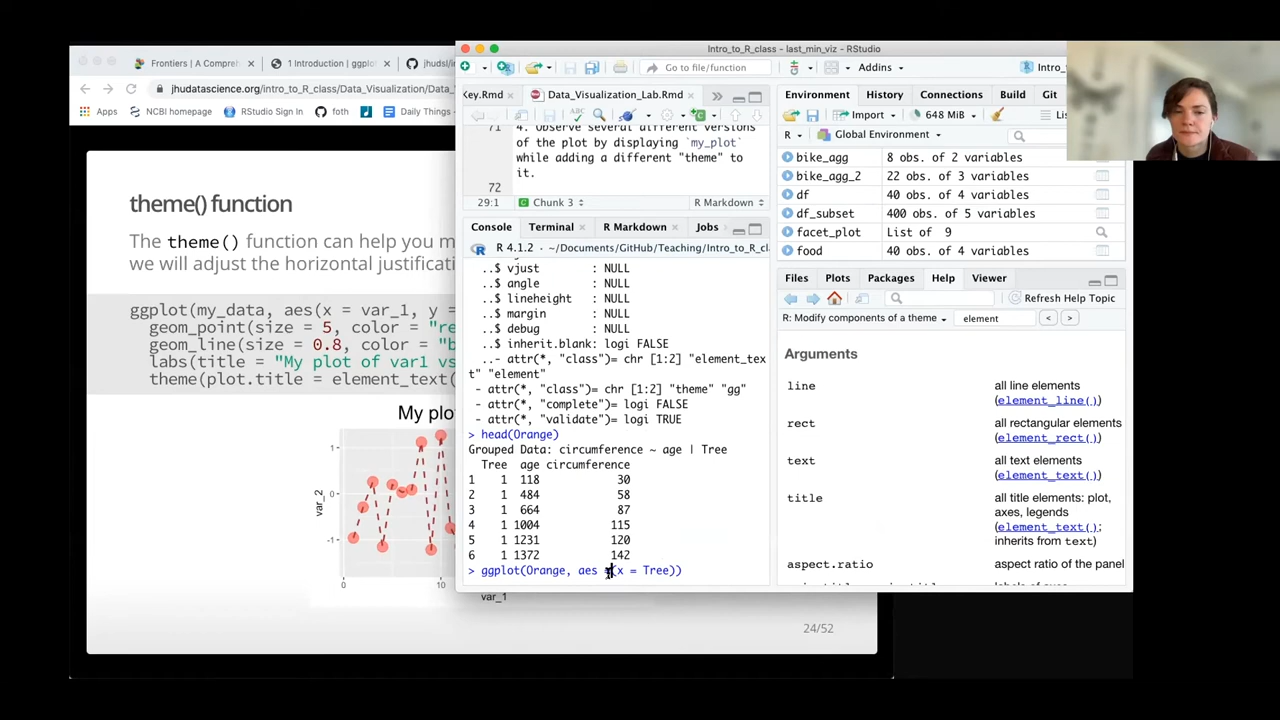 Intro_to_R_class - last_min_viz - RStudio
Frontiers | A Compreh
1 Introduction | ggplo
jhudsl/in
jhudatascience.org/intro_to_R_class/Data_Visualization/Data_
Apps
NCBI homepage
RStudio Sign In
foth
Daily Things -
theme() function
The theme() function can help you m
we will adjust the horizontal justificati
ggplot(my_data, aes(x = var_1, y =
geom_point(size = 5, color = "re
geom_line(size = 0.8, color = "b
labs(title = "My plot of var1 vs
theme(plot.title = element_text(
My plo
var_2
1
0
-1
0
10
var_1
24/52
Go to file/function
Addins
Intro_
Key.Rmd
Data_Visualization_Lab.Rmd
71
4. Observe several different versions
of the plot by displaying `my_plot`
while adding a different "theme" to
it.
72
29:1
Chunk 3
R Markdown
Console
Terminal
R Markdown
Jobs
R 4.1.2 · ~/Documents/GitHub/Teaching/Intro_to_R_cl
..$ vjust : NULL
..$ angle : NULL
..$ lineheight : NULL
..$ margin : NULL
..$ debug : NULL
..$ inherit.blank: logi FALSE
..- attr(*, "class")= chr [1:2] "element_tex
t" "element"
- attr(*, "class")= chr [1:2] "theme" "gg"
- attr(*, "complete")= logi FALSE
- attr(*, "validate")= logi TRUE
> head(Orange)
Grouped Data: circumference ~ age | Tree
Tree age circumference
1 1 118 30
2 1 484 58
3 1 664 87
4 1 1004 115
5 1 1231 120
6 1 1372 142
> ggplot(Orange, aes (x = Tree))
Environment
History
Connections
Build
Git
Import
648 MiB
Lis
R
Global Environment
bike_agg 8 obs. of 2 variables
bike_agg_2 22 obs. of 3 variables
df 40 obs. of 4 variables
df_subset 400 obs. of 5 variables
facet_plot List of 9
food 40 obs. of 4 variables
Files
Plots
Packages
Help
Viewer
Refresh Help Topic
R: Modify components of a theme
element
Arguments
line
all line elements
(element_line())
rect
all rectangular elements
(element_rect())
text
all text elements
(element_text())
title
all title elements: plot,
axes, legends
(element_text();
inherits from text)
aspect.ratio
aspect ratio of the panel